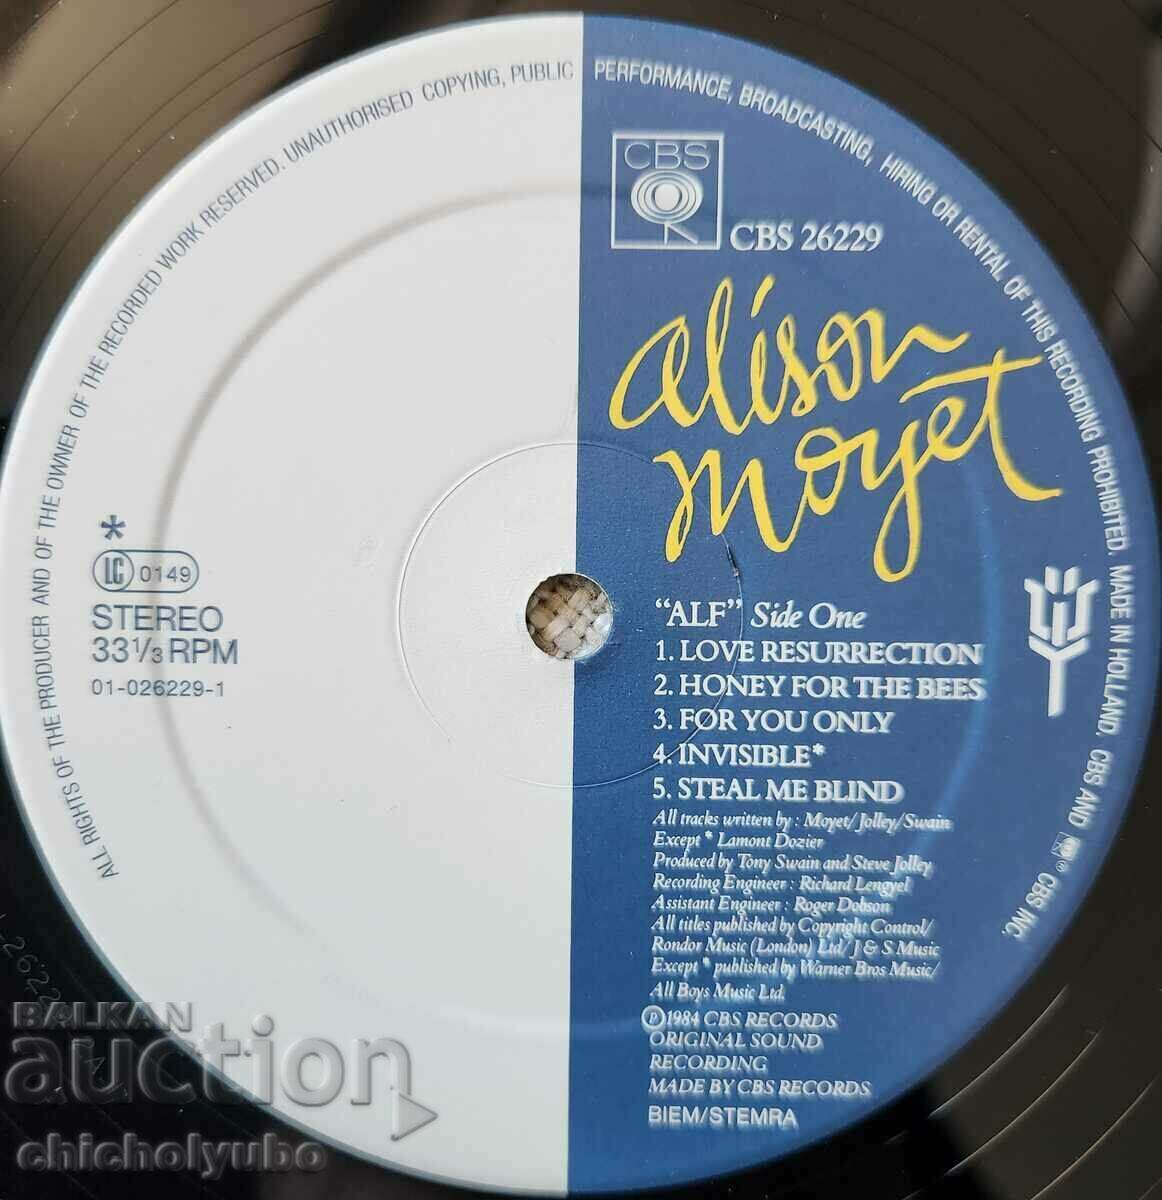 ALL RIGHTS OF THE PRODUCER AND OF THE OWNER OF THE RECORDED WORK RESERVED. UNAUTHORISED COPYING, PUBLIC PERFORMANCE, BROADCASTING, HIRING OR RENTAL OF THIS RECORDING PROHIBITED. MADE IN HOLLAND. CBS AND CBS INC.
CBS
CBS 26229
alison
moyet
*
LC 0149
STEREO
33 1/3 RPM
01-026229-1
"ALF" Side One
1. LOVE RESURRECTION
2. HONEY FOR THE BEES
3. FOR YOU ONLY
4. INVISIBLE*
5. STEAL ME BLIND
All tracks written by : Moyet/Jolley/Swain
Except * Lamont Dozier
Produced by Tony Swain and Steve Jolley
Recording Engineer : Richard Lengyel
Assistant Engineer : Roger Dobson
All titles published by Copyright Control/
Rondor Music (London) Ltd/ J & S Music
Except * published by Warner Bros Music/
All Boys Music Ltd.
Ⓟ 1984 CBS RECORDS
ORIGINAL SOUND
RECORDING
MADE BY CBS RECORDS
BIEM/STEMRA
BALKAN
auction
chicholyubo